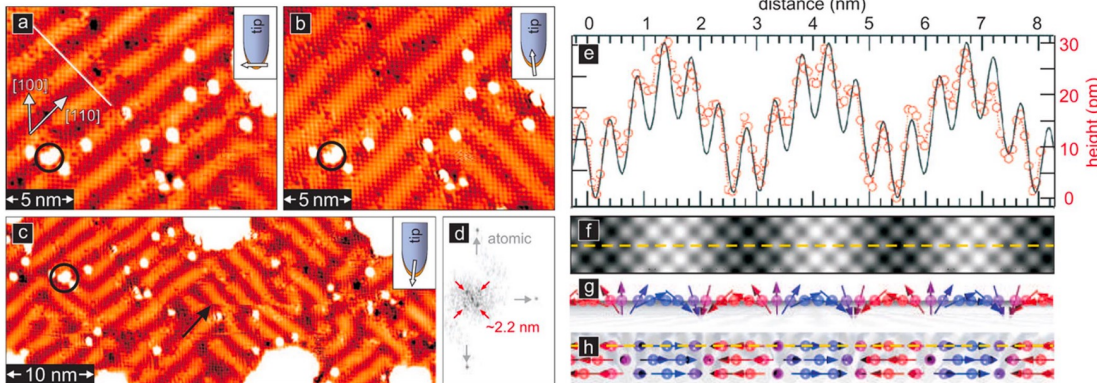 a
tip
[100]
[110]
5 nm
b
tip
5 nm
c
tip
10 nm
d
atomic
~2.2 nm
distance (nm)
0 1 2 3 4 5 6 7 8
e
30
20
10
0
height (pm)
f
g
h